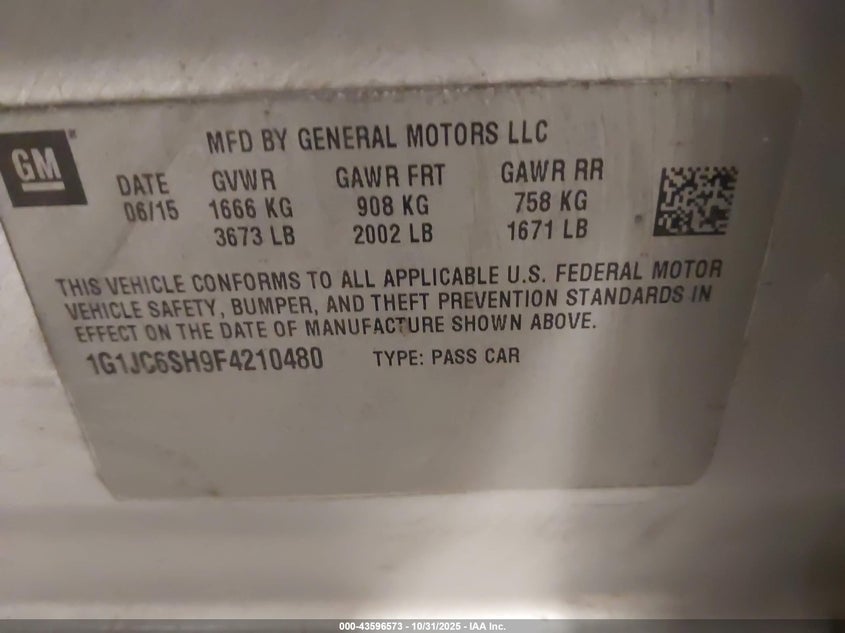 GM
MFD BY GENERAL MOTORS LLC
DATE GVWR GAWR FRT GAWR RR
06/15 1666 KG 908 KG 758 KG
3673 LB 2002 LB 1671 LB
THIS VEHICLE CONFORMS TO ALL APPLICABLE U.S. FEDERAL MOTOR
VEHICLE SAFETY, BUMPER, AND THEFT PREVENTION STANDARDS IN
EFFECT ON THE DATE OF MANUFACTURE SHOWN ABOVE.
1G1JC6SH9F4210480 TYPE: PASS CAR
000-43596573 - 10/31/2025 - IAA Inc.